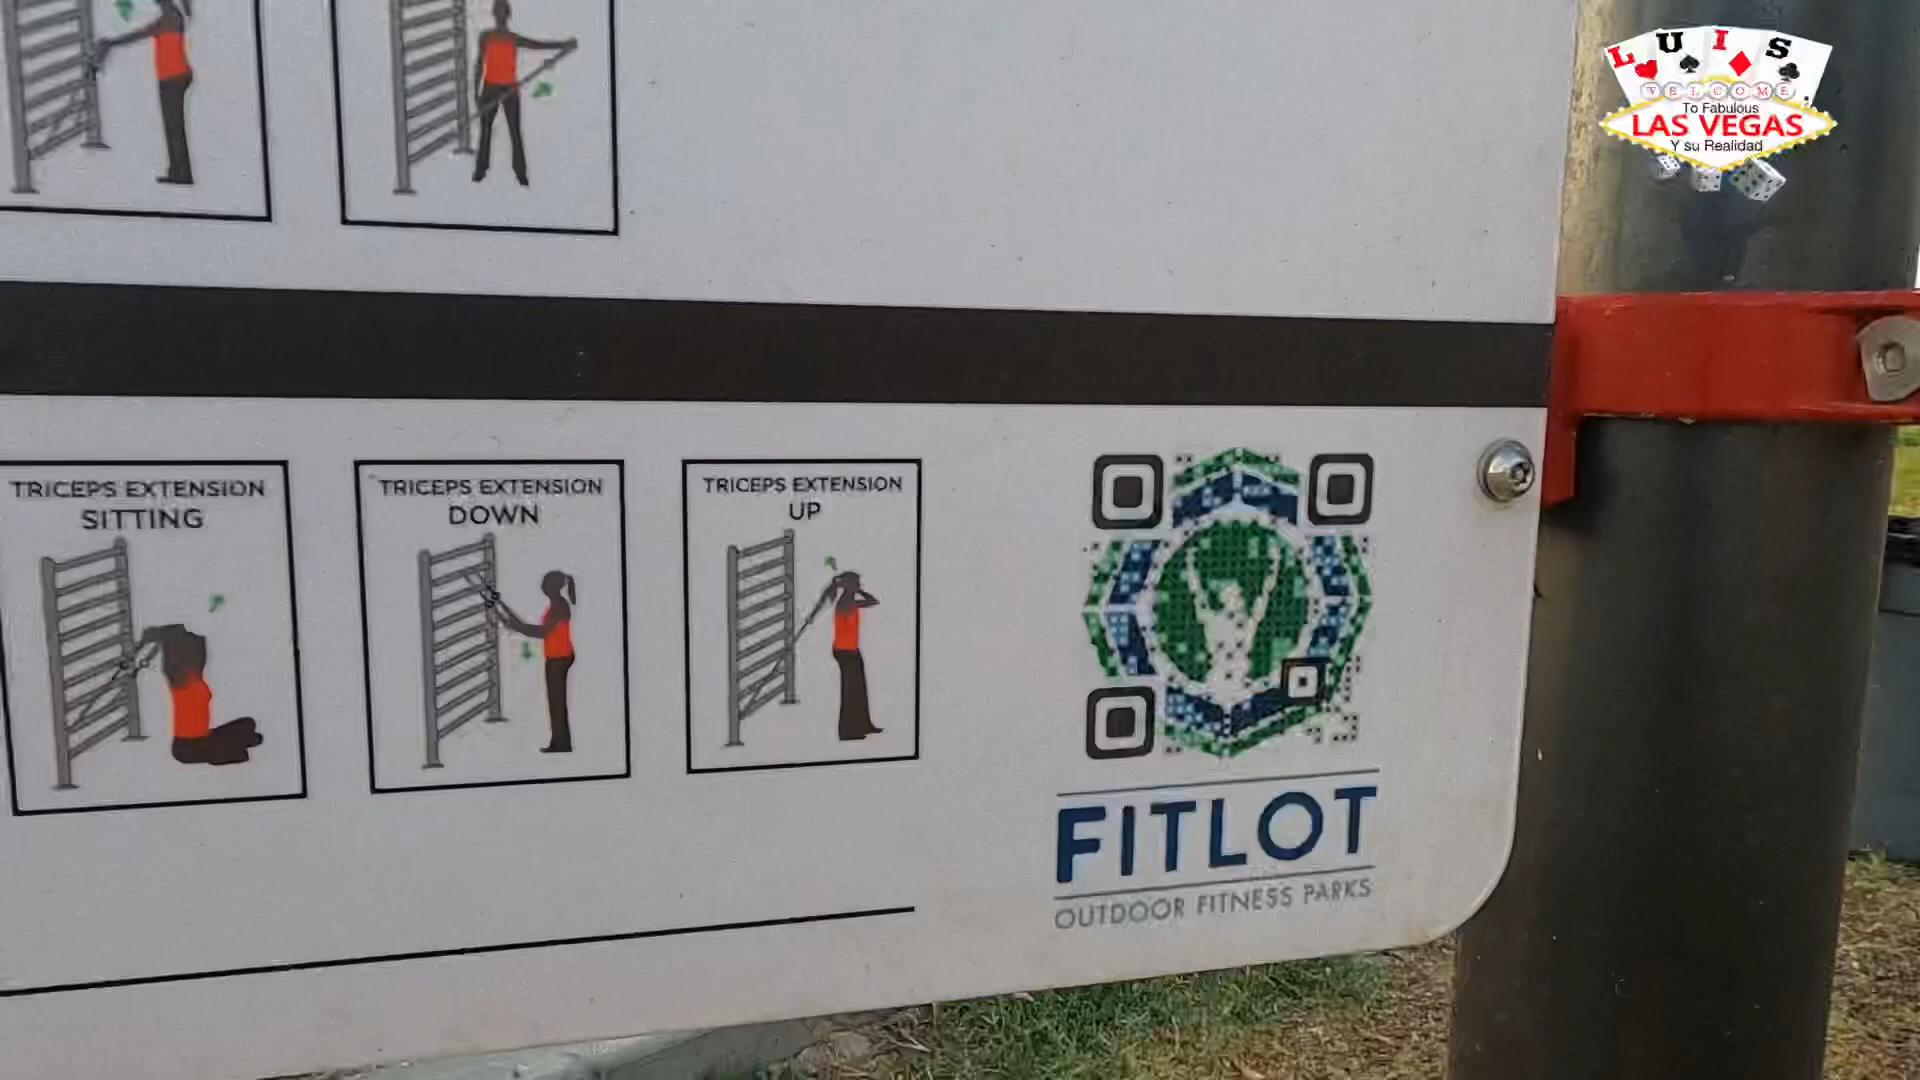 L U I S
WELCOME
To Fabulous
LAS VEGAS
Y su Realidad
TRICEPS EXTENSION
SITTING
TRICEPS EXTENSION
DOWN
TRICEPS EXTENSION
UP
FITLOT
OUTDOOR FITNESS PARKS